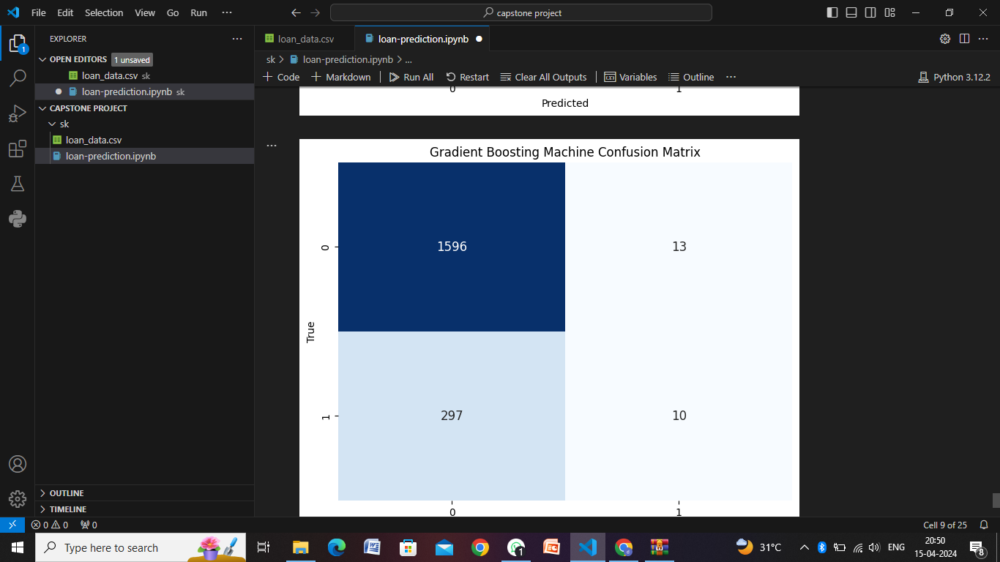 File Edit Selection View Go Run ···
capstone project
EXPLORER ···
1
OPEN EDITORS 1 unsaved
loan_data.csv sk
loan-prediction.ipynb sk
CAPSTONE PROJECT
sk
loan_data.csv
loan-prediction.ipynb
OUTLINE
TIMELINE
loan_data.csv
loan-prediction.ipynb
sk > loan-prediction.ipynb > ...
+ Code + Markdown Run All Restart Clear All Outputs Variables Outline ··· Python 3.12.2
0 1
Predicted
Gradient Boosting Machine Confusion Matrix
0 1596 13
True
1 297 10
0 1
0 0 0 Cell 9 of 25
Type here to search
31°C ENG 20:50
15-04-2024 8